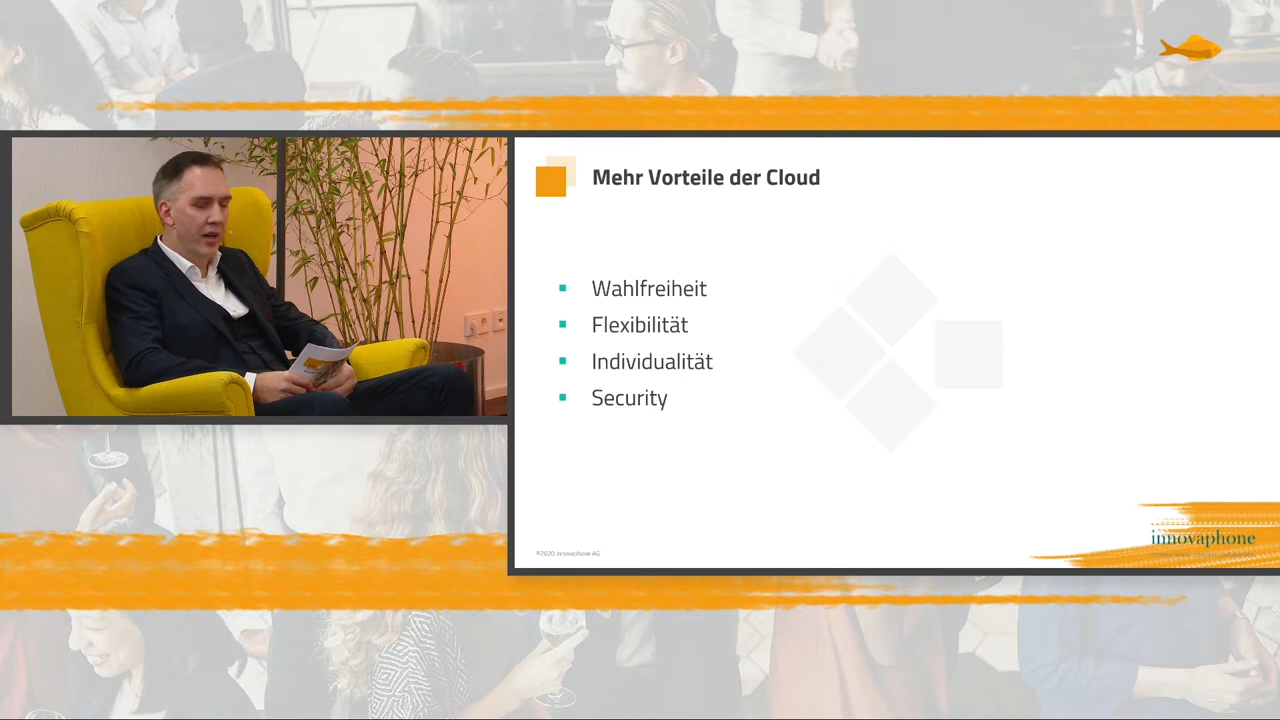 Mehr Vorteile der Cloud
Wahlfreiheit
Flexibilität
Individualität
Security
©2020 innovaphone AG
innovaphone